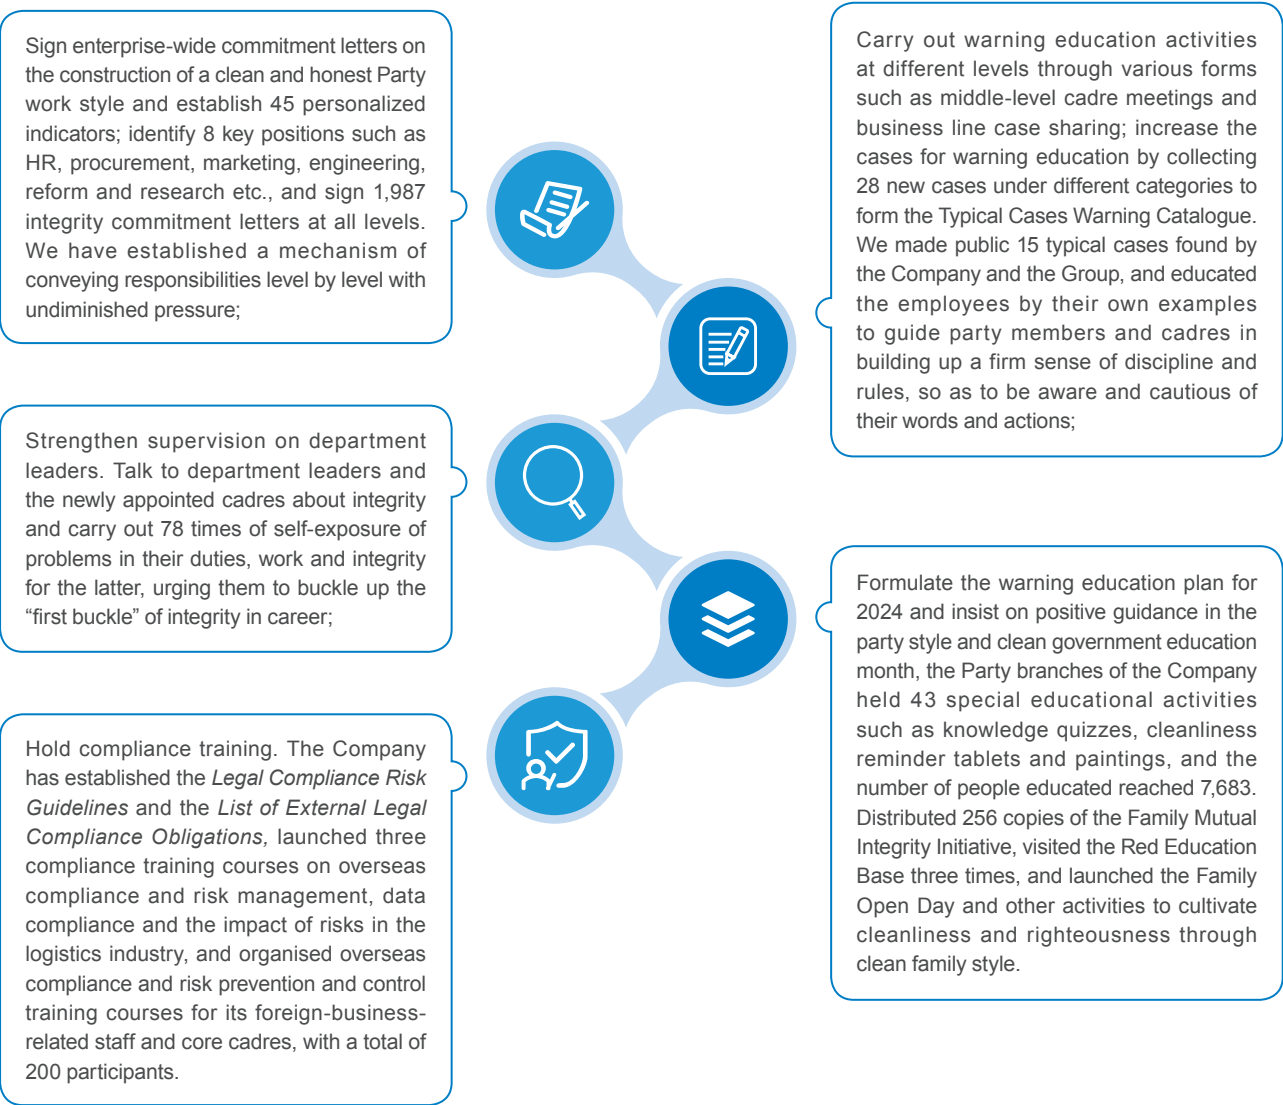 Sign enterprise-wide commitment letters on
the construction of a clean and honest Party
work style and establish 45 personalized
indicators; identify 8 key positions such as
HR, procurement, marketing, engineering,
reform and research etc., and sign 1,987
integrity commitment letters at all levels.
We have established a mechanism of
conveying responsibilities level by level with
undiminished pressure;
Carry out warning education activities
at different levels through various forms
such as middle-level cadre meetings and
business line case sharing; increase the
cases for warning education by collecting
28 new cases under different categories to
form the Typical Cases Warning Catalogue.
We made public 15 typical cases found by
the Company and the Group, and educated
the employees by their own examples
to guide party members and cadres in
building up a firm sense of discipline and
rules, so as to be aware and cautious of
their words and actions;
Strengthen supervision on department
leaders. Talk to department leaders and
the newly appointed cadres about integrity
and carry out 78 times of self-exposure of
problems in their duties, work and integrity
for the latter, urging them to buckle up the
“first buckle” of integrity in career;
Formulate the warning education plan for
2024 and insist on positive guidance in the
party style and clean government education
month, the Party branches of the Company
held 43 special educational activities
such as knowledge quizzes, cleanliness
reminder tablets and paintings, and the
number of people educated reached 7,683.
Distributed 256 copies of the Family Mutual
Integrity Initiative, visited the Red Education
Base three times, and launched the Family
Open Day and other activities to cultivate
cleanliness and righteousness through
clean family style.
Hold compliance training. The Company
has established the Legal Compliance Risk
Guidelines and the List of External Legal
Compliance Obligations, launched three
compliance training courses on overseas
compliance and risk management, data
compliance and the impact of risks in the
logistics industry, and organised overseas
compliance and risk prevention and control
training courses for its foreign-business-
related staff and core cadres, with a total of
200 participants.